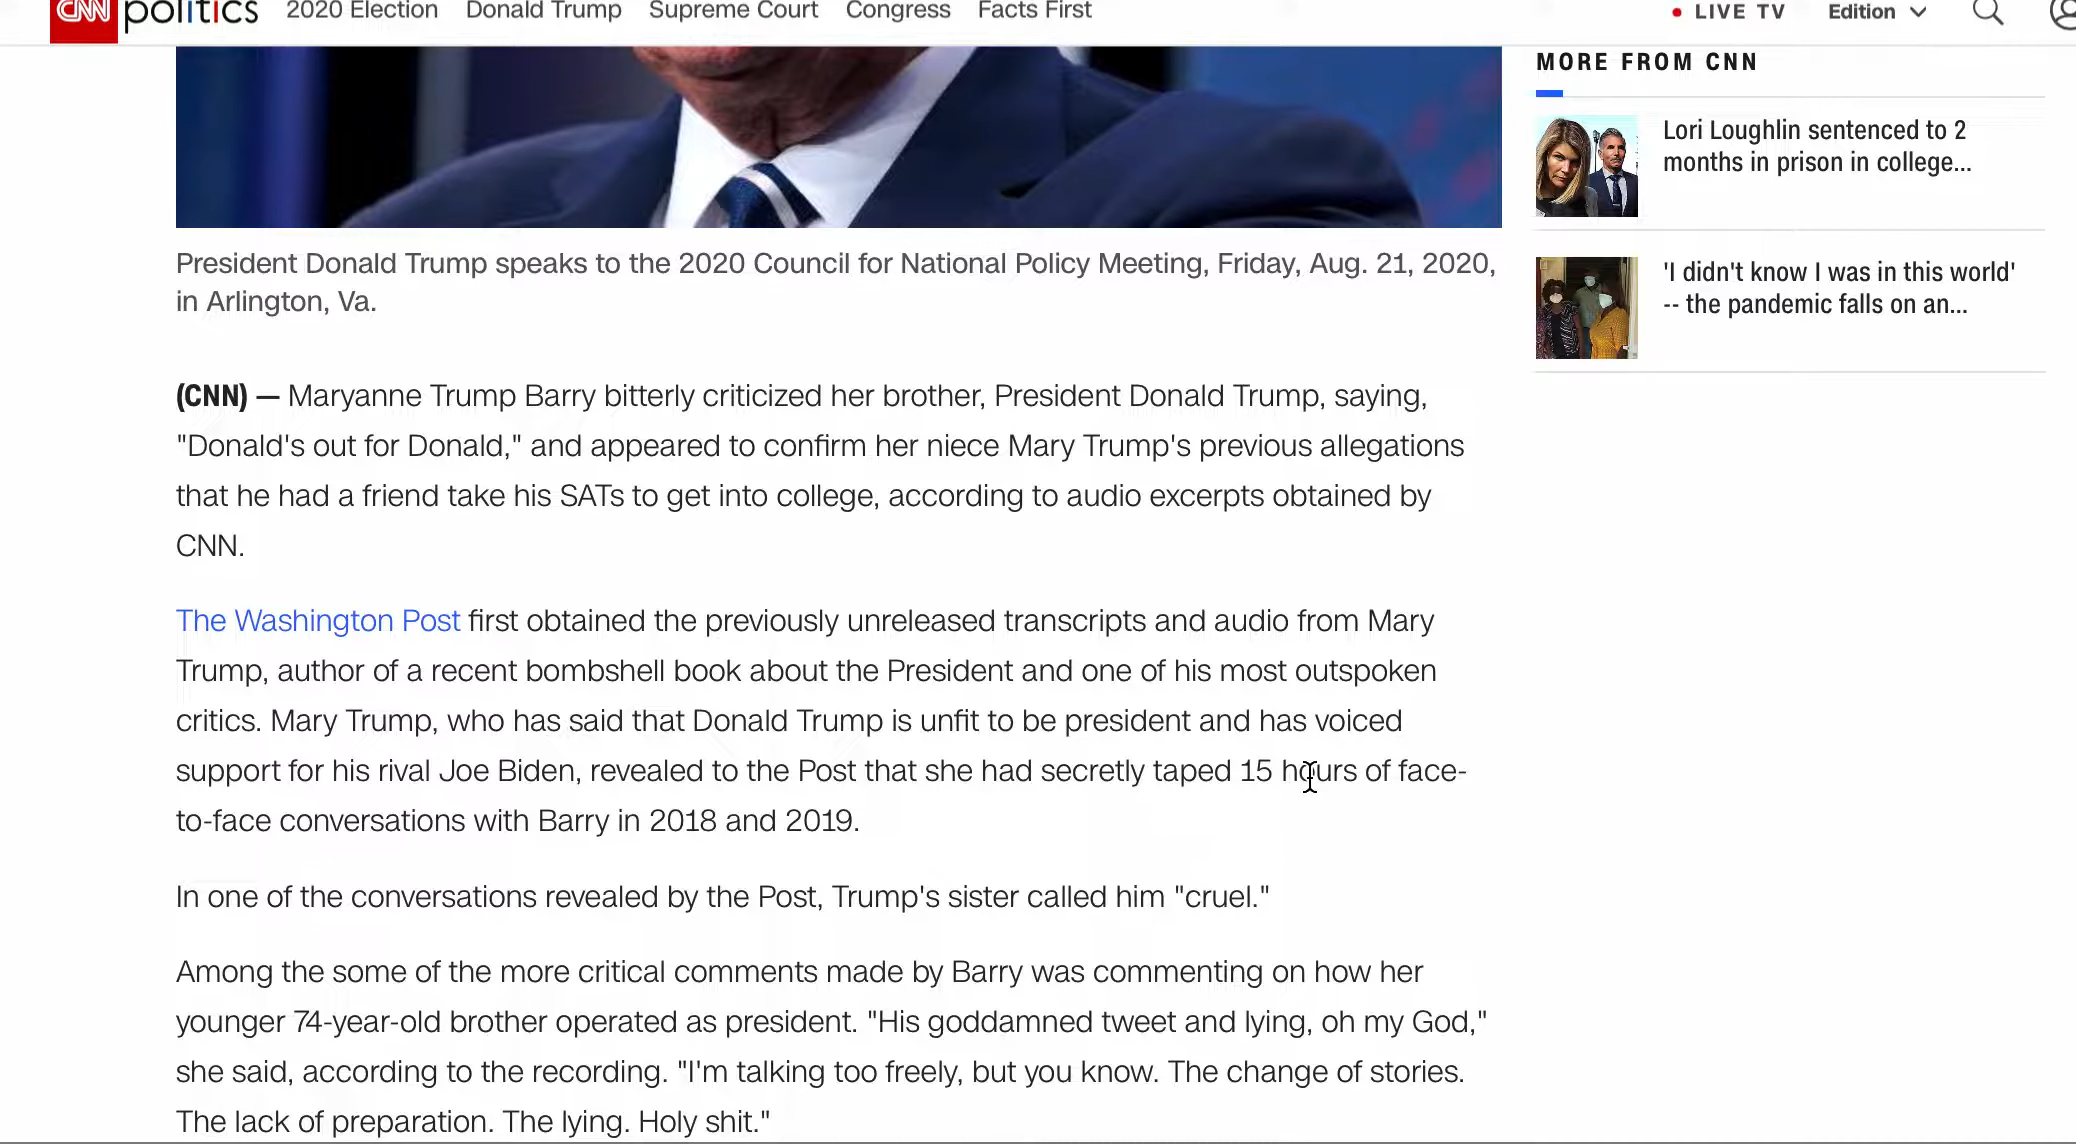 CNN politics 2020 Election Donald Trump Supreme Court Congress Facts First LIVE TV Edition
President Donald Trump speaks to the 2020 Council for National Policy Meeting, Friday, Aug. 21, 2020,
in Arlington, Va.
(CNN) — Maryanne Trump Barry bitterly criticized her brother, President Donald Trump, saying,
"Donald's out for Donald," and appeared to confirm her niece Mary Trump's previous allegations
that he had a friend take his SATs to get into college, according to audio excerpts obtained by
CNN.
The Washington Post first obtained the previously unreleased transcripts and audio from Mary
Trump, author of a recent bombshell book about the President and one of his most outspoken
critics. Mary Trump, who has said that Donald Trump is unfit to be president and has voiced
support for his rival Joe Biden, revealed to the Post that she had secretly taped 15 hours of face-
to-face conversations with Barry in 2018 and 2019.
In one of the conversations revealed by the Post, Trump's sister called him "cruel."
Among the some of the more critical comments made by Barry was commenting on how her
younger 74-year-old brother operated as president. "His goddamned tweet and lying, oh my God,"
she said, according to the recording. "I'm talking too freely, but you know. The change of stories.
The lack of preparation. The lying. Holy shit."
MORE FROM CNN
Lori Loughlin sentenced to 2
months in prison in college...
'I didn't know I was in this world'
-- the pandemic falls on an...